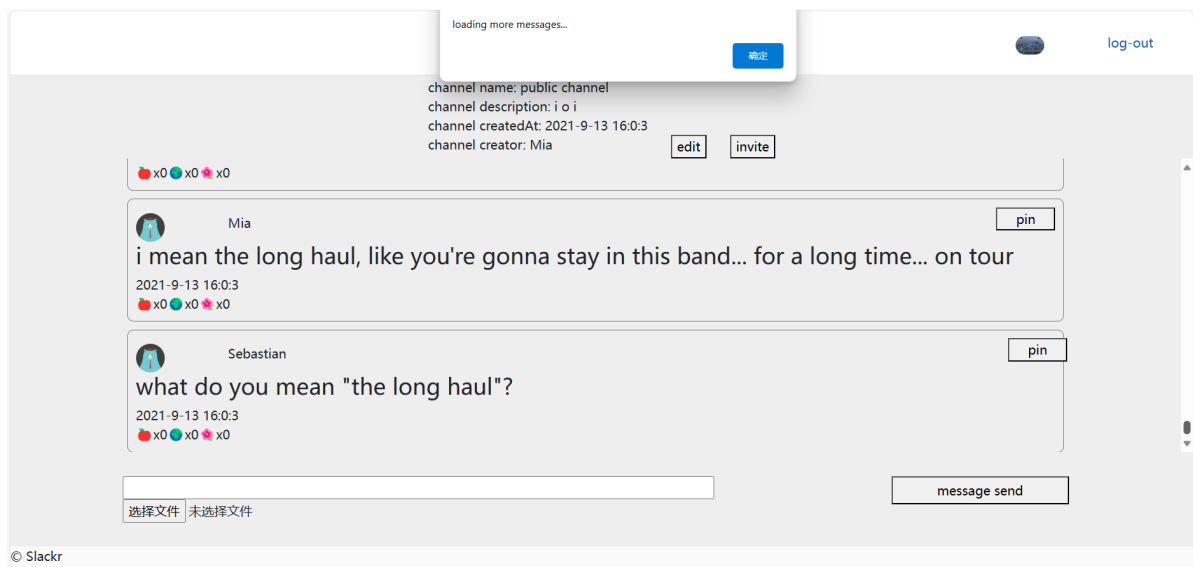 loading more messages...
确定
log-out
channel name: public channel
channel description: i o i
channel createdAt: 2021-9-13 16:0:3
channel creator: Mia
edit invite
x0 x0 x0
Mia pin
i mean the long haul, like you're gonna stay in this band... for a long time... on tour
2021-9-13 16:0:3
x0 x0 x0
Sebastian pin
what do you mean "the long haul"?
2021-9-13 16:0:3
x0 x0 x0
message send
选择文件 未选择文件
© Slackr